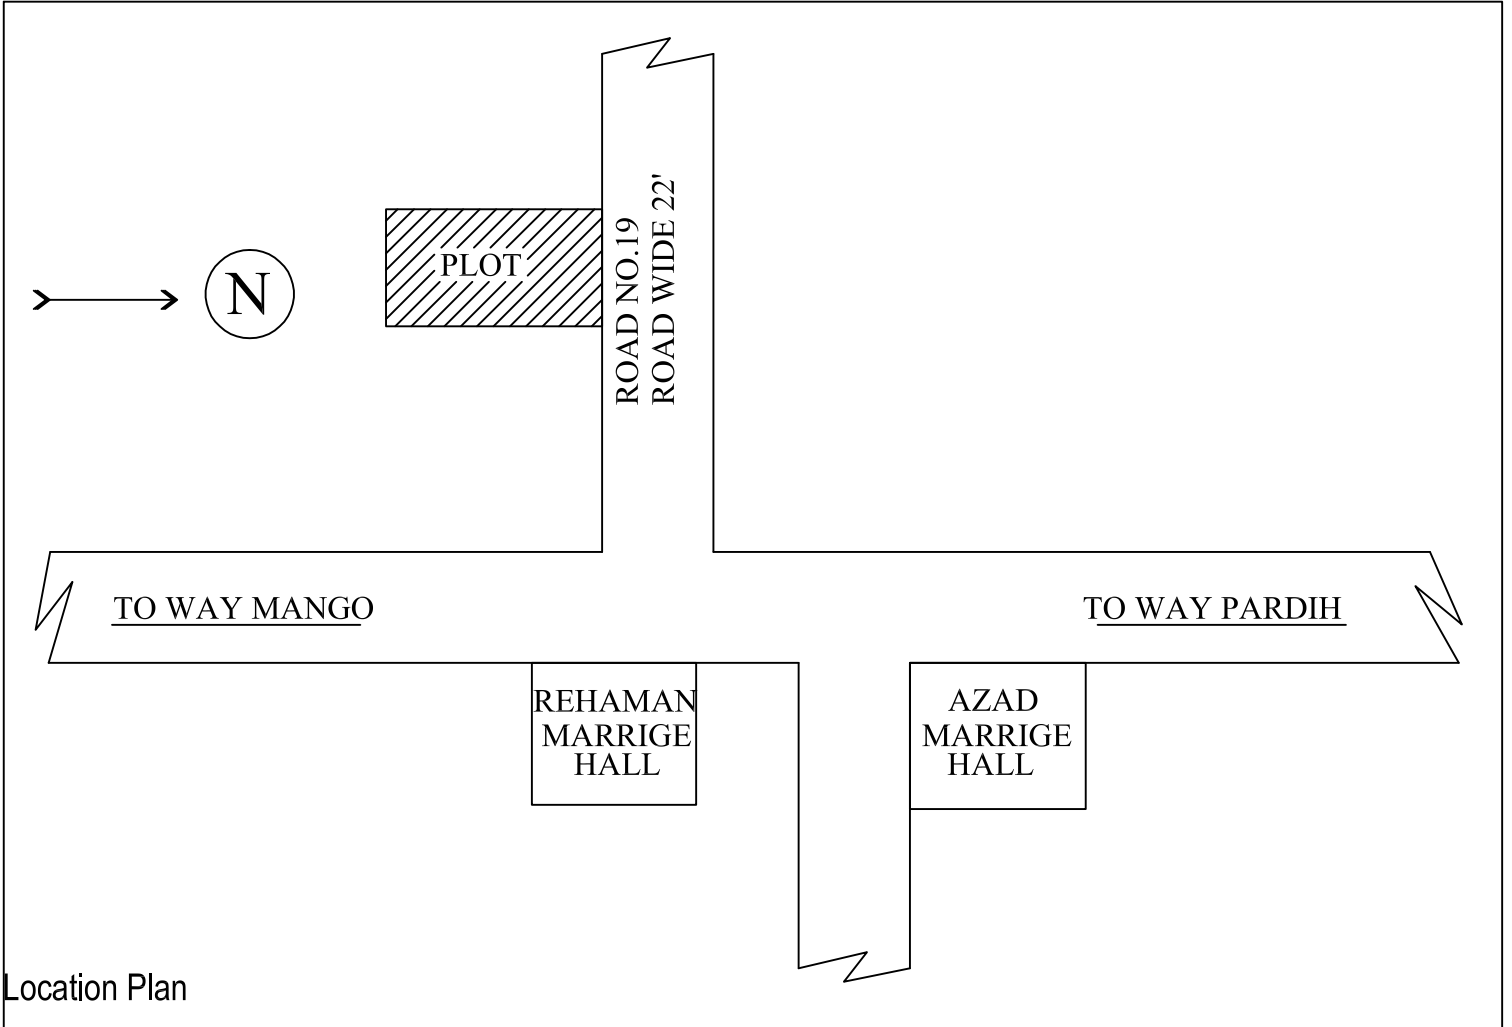 ROAD NO.19
ROAD WIDE 22'
PLOT
N
TO WAY MANGO
TO WAY PARDIH
REHAMAN
MARRIGE
HALL
AZAD
MARRIGE
HALL
Location Plan